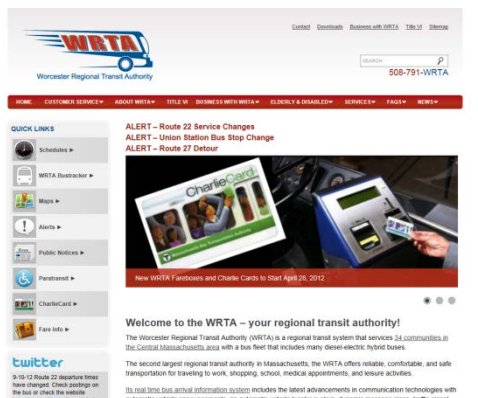 Contact Downloads Business with WRTA Title VI Sitemap
WRTA
Worcester Regional Transit Authority
SEARCH
508-791-WRTA
HOME CUSTOMER SERVICE ABOUT WRTA TITLE VI BUSINESS WITH WRTA ELDERLY & DISABLED SERVICES FAQS NEWS
QUICK LINKS
Schedules
WRTA Bustracker
Maps
Alerts
Public Notices
Paratransit
CharlieCard
Fare Info
twitter
9-10-12 Route 22 departure times
have changed. Check postings on
the bus or check the website
ALERT – Route 22 Service Changes
ALERT – Union Station Bus Stop Change
ALERT – Route 27 Detour
CharlieCard
Massachusetts Bay Transportation Authority
New WRTA Fareboxes and Charlie Cards to Start April 28, 2012
Welcome to the WRTA – your regional transit authority!
The Worcester Regional Transit Authority (WRTA) is a regional transit system that services 34 communities in
the Central Massachusetts area with a bus fleet that includes many diesel-electric hybrid buses.
The second largest regional transit authority in Massachusetts, the WRTA offers reliable, comfortable, and safe
transportation for traveling to work, shopping, school, medical appointments, and leisure activities.
Its real time bus arrival information system includes the latest advancements in communication technologies with